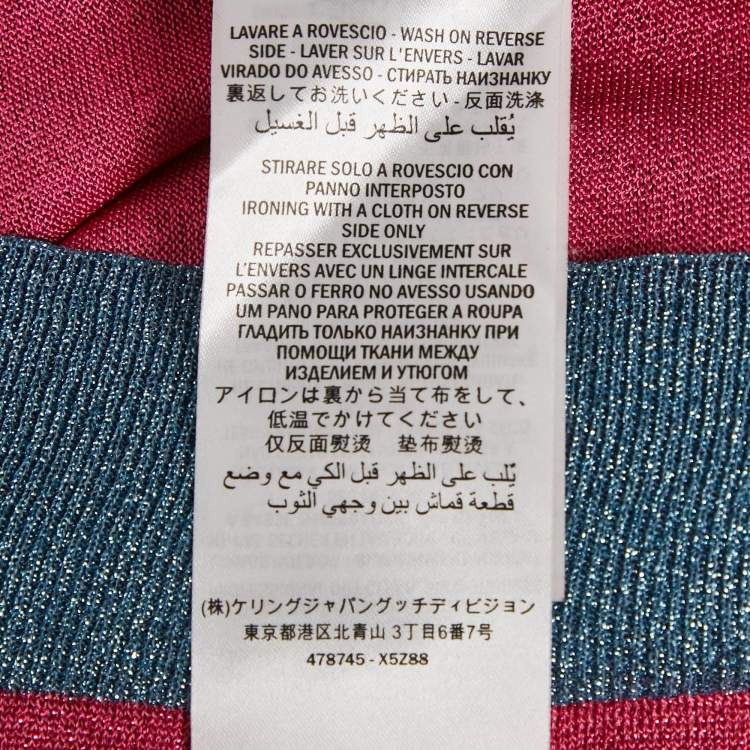 LAVARE A ROVESCIO - WASH ON REVERSE
SIDE - LAVER SUR L'ENVERS - LAVAR
VIRADO DO AVESSO - СТИРАТЬ НАИЗНАНКУ
裏返してお洗いください - 反面洗涤
يُقلب على الظهر قبل الغسيل
STIRARE SOLO A ROVESCIO CON
PANNO INTERPOSTO
IRONING WITH A CLOTH ON REVERSE
SIDE ONLY
REPASSER EXCLUSIVEMENT SUR
L'ENVERS AVEC UN LINGE INTERCALE
PASSAR O FERRO NO AVESSO USANDO
UM PANO PARA PROTEGER A ROUPA
ГЛАДИТЬ ТОЛЬКО НАИЗНАНКУ ПРИ
ПОМОЩИ ТКАНИ МЕЖДУ
ИЗДЕЛИЕМ И УТЮГОМ
アイロンは裏から当て布をして、
低温でかけてください
仅反面熨烫 垫布熨烫
يُلب على الظهر قبل الكي مع وضع
قطعة قماش بين وجهي الثوب
(株)ケリングジャパングッチディビジョン
東京都港区北青山 3丁目6番7号
478745 - X5Z88